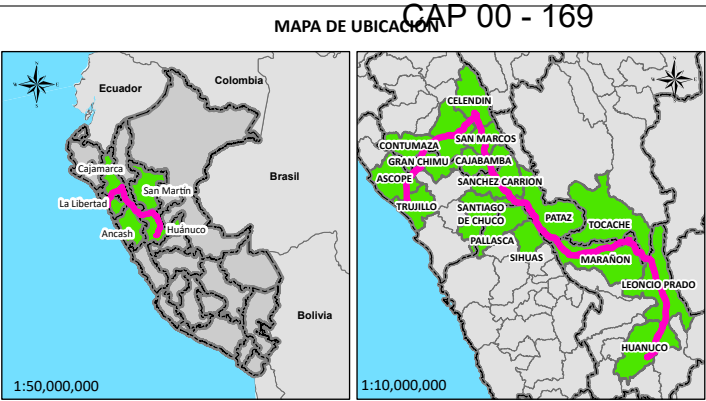 CAP 00 - 169
MAPA DE UBICACIÓN
Colombia
Ecuador
Brasil
Cajamarca
San Martín
La Libertad
Ancash
Huánuco
Bolivia
1:50,000,000
CELENDIN
SAN MARCOS
CONTUMAZA
GRAN CHIMU
CAJABAMBA
ASCOPE
SANCHEZ CARRION
TRUJILLO
SANTIAGO
DE CHUCO
PATAZ
TOCACHE
PALLASCA
SIHUAS
MARAÑON
LEONCIO PRADO
HUANUCO
1:10,000,000